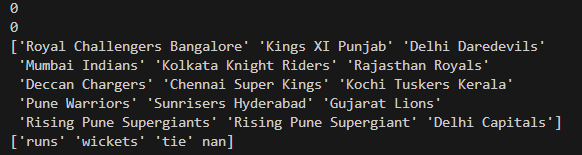 0
0
['Royal Challengers Bangalore' 'Kings XI Punjab' 'Delhi Daredevils'
 'Mumbai Indians' 'Kolkata Knight Riders' 'Rajasthan Royals'
 'Deccan Chargers' 'Chennai Super Kings' 'Kochi Tuskers Kerala'
 'Pune Warriors' 'Sunrisers Hyderabad' 'Gujarat Lions'
 'Rising Pune Supergiants' 'Rising Pune Supergiant' 'Delhi Capitals']
['runs' 'wickets' 'tie' nan]